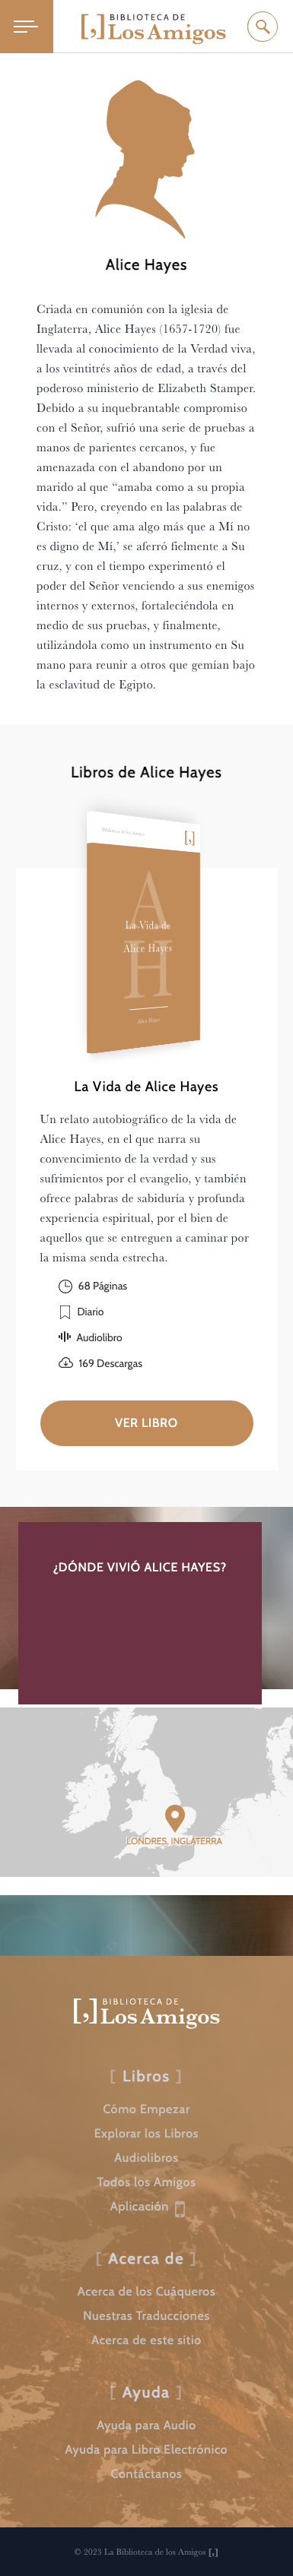 BIBLIOTECA DE
[,] Los Amigos
Alice Hayes
Criada en comunión con la iglesia de
Inglaterra, Alice Hayes (1657-1720) fue
llevada al conocimiento de la Verdad viva,
a los veintitrés años de edad, a través del
poderoso ministerio de Elizabeth Stamper.
Debido a su inquebrantable compromiso
con el Señor, sufrió una serie de pruebas a
manos de parientes cercanos, y fue
amenazada con el abandono por un
marido al que “amaba como a su propia
vida.” Pero, creyendo en las palabras de
Cristo: ‘el que ama algo más que a Mí no
es digno de Mí,’ se aferró fielmente a Su
cruz, y con el tiempo experimentó el
poder del Señor venciendo a sus enemigos
internos y externos, fortaleciéndola en
medio de sus pruebas, y finalmente,
utilizándola como un instrumento en Su
mano para reunir a otros que gemían bajo
la esclavitud de Egipto.
Libros de Alice Hayes
Biblioteca de los Amigos [,]
A
H
La Vida de
Alice Hayes
Alice Hayes
La Vida de Alice Hayes
Un relato autobiográfico de la vida de
Alice Hayes, en el que narra su
convencimiento de la verdad y sus
sufrimientos por el evangelio, y también
ofrece palabras de sabiduría y profunda
experiencia espiritual, por el bien de
aquellos que se entreguen a caminar por
la misma senda estrecha.
68 Páginas
Diario
Audiolibro
169 Descargas
VER LIBRO
¿DÓNDE VIVIÓ ALICE HAYES?
LONDRES, INGLATERRA
BIBLIOTECA DE
[,] Los Amigos
[ Libros ]
Cómo Empezar
Explorar los Libros
Audiolibros
Todos los Amigos
Aplicación
[ Acerca de ]
Acerca de los Cuáqueros
Nuestras Traducciones
Acerca de este sitio
[ Ayuda ]
Ayuda para Audio
Ayuda para Libro Electrónico
Contáctanos
© 2023 La Biblioteca de los Amigos [,]